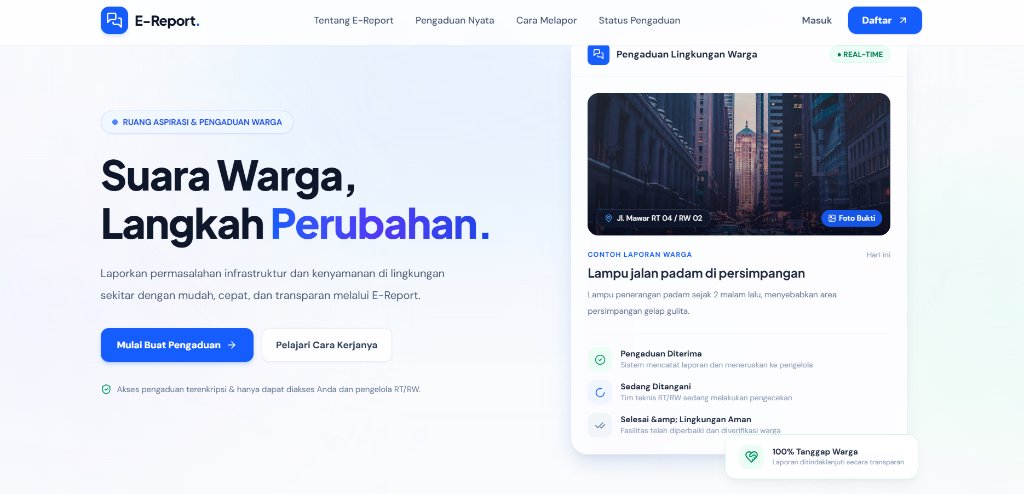 E-Report.
Tentang E-Report
Pengaduan Nyata
Cara Melapor
Status Pengaduan
Masuk
Daftar
RUANG ASPIRASI & PENGADUAN WARGA
Suara Warga,
Langkah Perubahan.
Laporkan permasalahan infrastruktur dan kenyamanan di lingkungan
sekitar dengan mudah, cepat, dan transparan melalui E-Report.
Mulai Buat Pengaduan
Pelajari Cara Kerjanya
Akses pengaduan terenkripsi & hanya dapat diakses Anda dan pengelola RT/RW.
Pengaduan Lingkungan Warga
REAL-TIME
Jl. Mawar RT 04 / RW 02
Foto Bukti
CONTOH LAPORAN WARGA
Hari ini
Lampu jalan padam di persimpangan
Lampu penerangan padam sejak 2 malam lalu, menyebabkan area
persimpangan gelap gulita.
Pengaduan Diterima
Sistem mencatat laporan dan meneruskan ke pengelola
Sedang Ditangani
Tim teknis RT/RW sedang melakukan pengecekan
Selesai &amp; Lingkungan Aman
Fasilitas telah diperbaiki dan diverifikasi warga
100% Tanggap Warga
Laporan ditindaklanjuti secara transparan